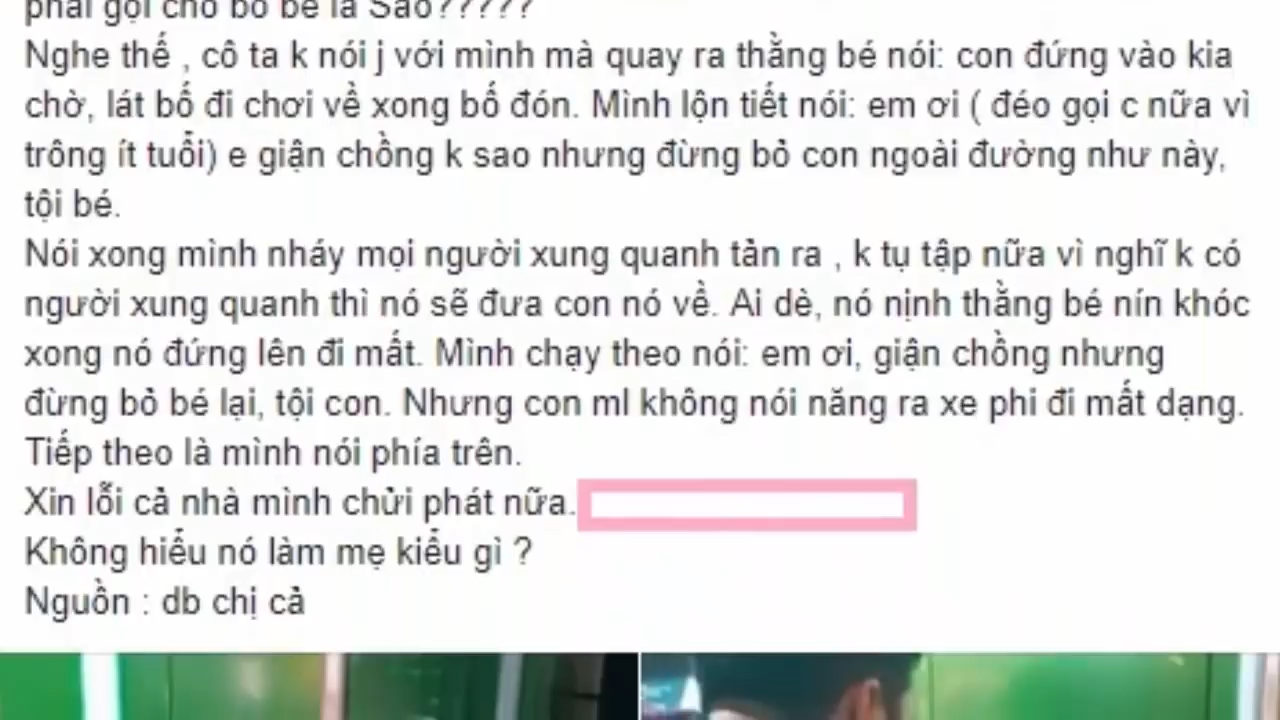 phải gọi cho bố bé là Sao?????
Nghe thế , cô ta k nói j với mình mà quay ra thằng bé nói: con đứng vào kia
chờ, lát bố đi chơi về xong bố đón. Mình lộn tiết nói: em ơi ( đéo gọi c nữa vì
trông ít tuổi) e giận chồng k sao nhưng đừng bỏ con ngoài đường như này,
tội bé.
Nói xong mình nháy mọi người xung quanh tản ra , k tụ tập nữa vì nghĩ k có
người xung quanh thì nó sẽ đưa con nó về. Ai dè, nó nịnh thằng bé nín khóc
xong nó đứng lên đi mất. Mình chạy theo nói: em ơi, giận chồng nhưng
đừng bỏ bé lại, tội con. Nhưng con ml không nói năng ra xe phi đi mất dạng.
Tiếp theo là mình nói phía trên.
Xin lỗi cả nhà mình chửi phát nữa.
Không hiểu nó làm mẹ kiểu gì ?
Nguồn : db chị cả